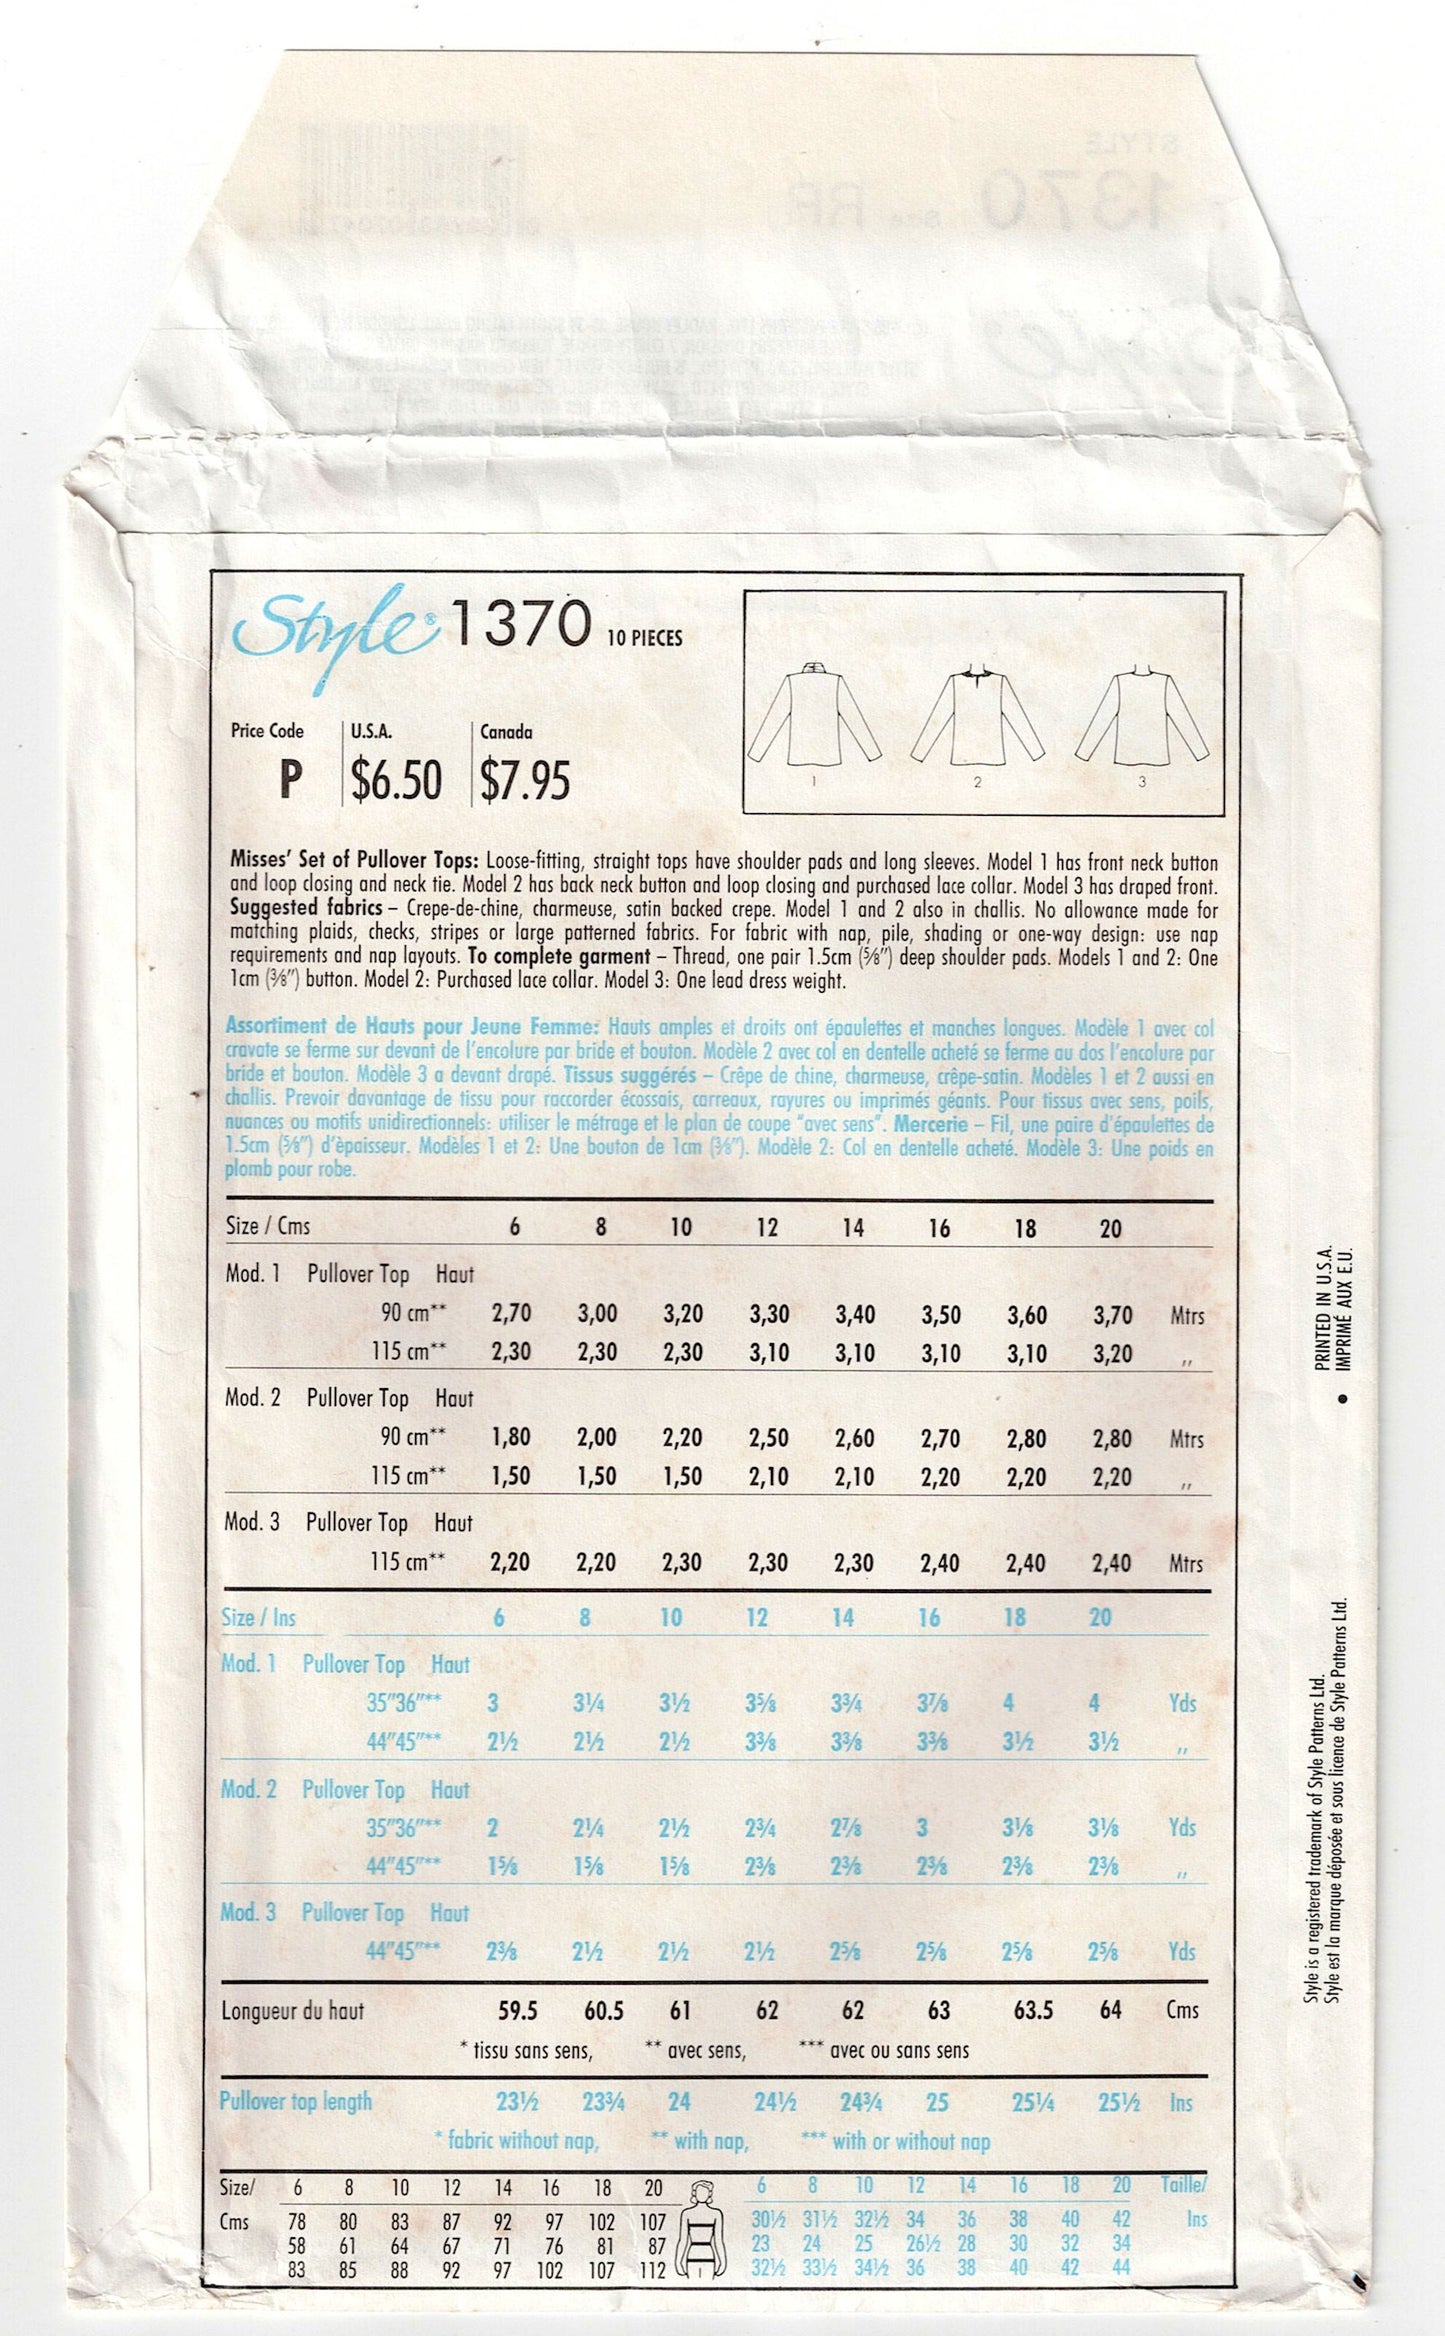 STYLE
1370 Size RR
Style
Style® 1370 10 PIECES
Price Code U.S.A. Canada
P $6.50 $7.95
1 2 3
Misses' Set of Pullover Tops: Loose-fitting, straight tops have shoulder pads and long sleeves. Model 1 has front neck button
and loop closing and neck tie. Model 2 has back neck button and loop closing and purchased lace collar. Model 3 has draped front.
Suggested fabrics – Crepe-de-chine, charmeuse, satin backed crepe. Model 1 and 2 also in challis. No allowance made for
matching plaids, checks, stripes or large patterned fabrics. For fabric with nap, pile, shading or one-way design: use nap
requirements and nap layouts. To complete garment – Thread, one pair 1.5cm (⅝") deep shoulder pads. Models 1 and 2: One
1cm (⅜") button. Model 2: Purchased lace collar. Model 3: One lead dress weight.
Assortiment de Hauts pour Jeune Femme: Hauts amples et droits ont épaulettes et manches longues. Modèle 1 avec col
cravate se ferme sur devant de l'encolure par bride et bouton. Modèle 2 avec col en dentelle acheté se ferme au dos l'encolure par
bride et bouton. Modèle 3 a devant drapé. Tissus suggérés – Crêpe de chine, charmeuse, crêpe-satin. Modèles 1 et 2 aussi en
challis. Prevoir davantage de tissu pour raccorder écossais, carreaux, rayures ou imprimés géants. Pour tissus avec sens, poils,
nuances ou motifs unidirectionnels: utiliser le métrage et le plan de coupe "avec sens". Mercerie – Fil, une paire d'épaulettes de
1.5cm (⅝") d'èpaisseur. Modèles 1 et 2: Une bouton de 1cm (⅜"). Modèle 2: Col en dentelle acheté. Modèle 3: Une poids en
plomb pour robe.
Size / Cms 6 8 10 12 14 16 18 20
Mod. 1 Pullover Top Haut
90 cm** 2,70 3,00 3,20 3,30 3,40 3,50 3,60 3,70 Mtrs
115 cm** 2,30 2,30 2,30 3,10 3,10 3,10 3,10 3,20 ,,
Mod. 2 Pullover Top Haut
90 cm** 1,80 2,00 2,20 2,50 2,60 2,70 2,80 2,80 Mtrs
115 cm** 1,50 1,50 1,50 2,10 2,10 2,20 2,20 2,20 ,,
Mod. 3 Pullover Top Haut
115 cm** 2,20 2,20 2,30 2,30 2,30 2,40 2,40 2,40 Mtrs
Size / Ins 6 8 10 12 14 16 18 20
Mod. 1 Pullover Top Haut
35"36"** 3 3¼ 3½ 3⅝ 3¾ 3⅞ 4 4 Yds
44"45"** 2½ 2½ 2½ 3⅜ 3⅜ 3⅜ 3½ 3½ ,,
Mod. 2 Pullover Top Haut
35"36"** 2 2¼ 2½ 2¾ 2⅞ 3 3⅛ 3⅛ Yds
44"45"** 1⅝ 1⅝ 1⅝ 2⅜ 2⅜ 2⅜ 2⅜ 2⅜ ,,
Mod. 3 Pullover Top Haut
44"45"** 2⅜ 2½ 2½ 2½ 2⅝ 2⅝ 2⅝ 2⅝ Yds
Longueur du haut 59.5 60.5 61 62 62 63 63.5 64 Cms
* tissu sans sens, ** avec sens, *** avec ou sans sens
Pullover top length 23½ 23¾ 24 24½ 24¾ 25 25¼ 25½ Ins
* fabric without nap, ** with nap, *** with or without nap
Size/ 6 8 10 12 14 16 18 20 6 8 10 12 14 16 18 20 Taille/
Cms 78 80 83 87 92 97 102 107 30½ 31½ 32½ 34 36 38 40 42 Ins
58 61 64 67 71 76 81 87 23 24 25 26½ 28 30 32 34
83 85 88 92 97 102 107 112 32½ 33½ 34½ 36 38 40 42 44
PRINTED IN U.S.A.
• IMPRIMÉ AUX E.U.
Style is a registered trademark of Style Patterns Ltd.
Style est la marque déposée et sous licence de Style Patterns Ltd.